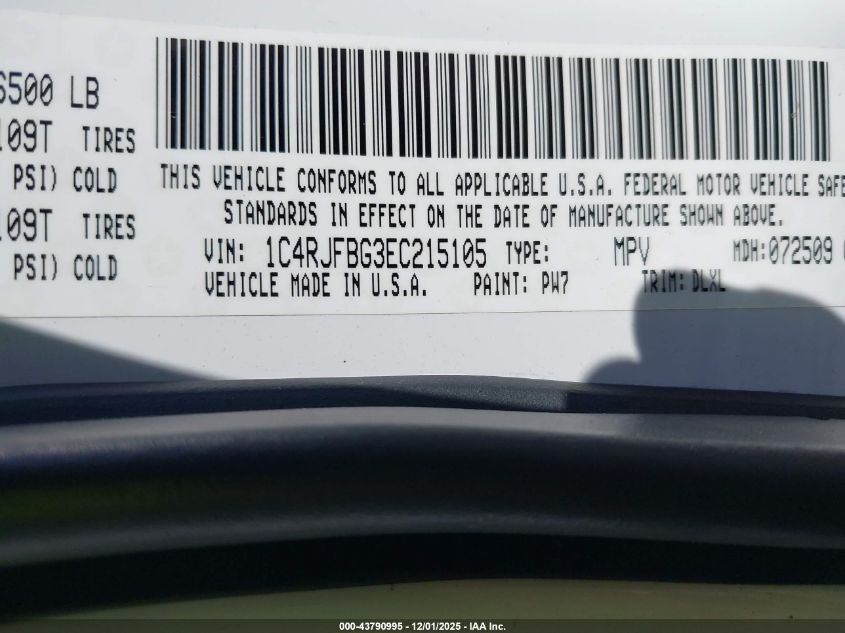 6500 LB
109T TIRES
PSI) COLD
109T TIRES
PSI) COLD
THIS VEHICLE CONFORMS TO ALL APPLICABLE U.S.A. FEDERAL MOTOR VEHICLE SAFE
STANDARDS IN EFFECT ON THE DATE OF MANUFACTURE SHOWN ABOVE.
VIN: 1C4RJFBG3EC215105 TYPE: MPV MDH:072509
VEHICLE MADE IN U.S.A. PAINT: PW7 TRIM: DLXL
000-43790995 - 12/01/2025 - IAA Inc.